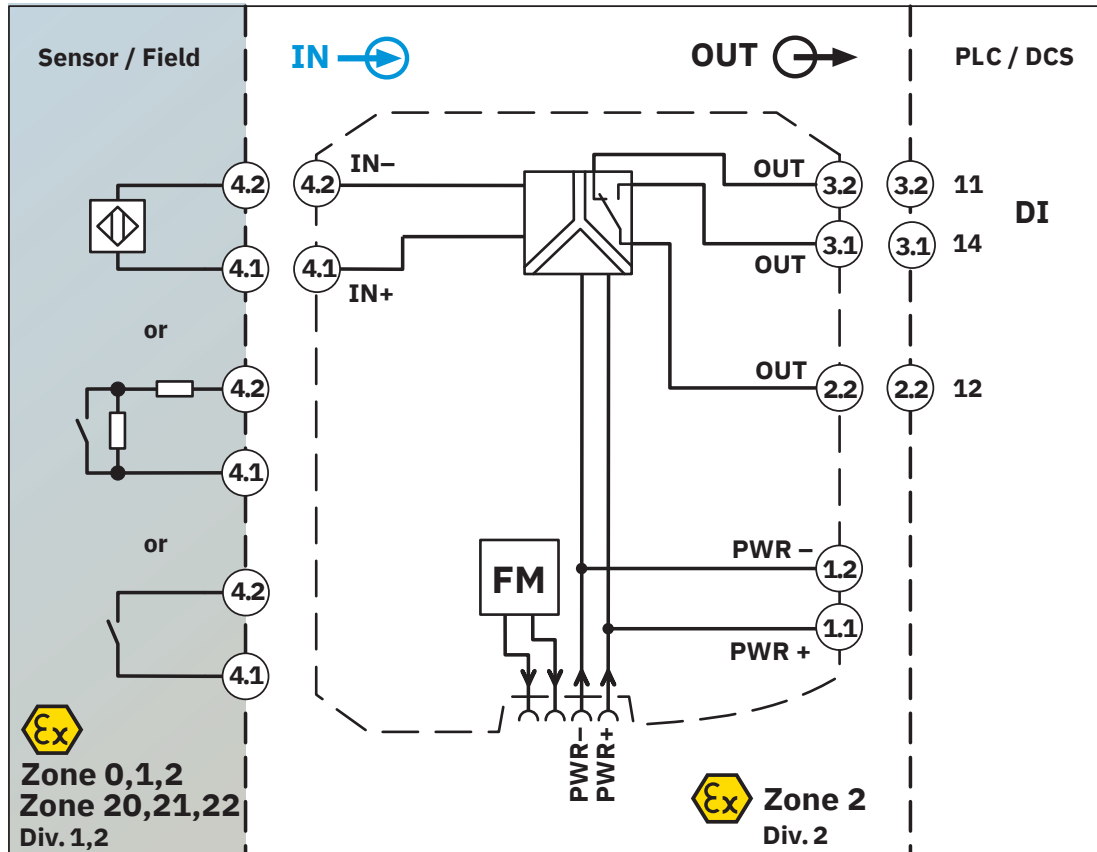 Sensor / Field
IN
OUT
PLC / DCS
4.2
4.2
IN–
OUT
3.2
3.2
11
DI
4.1
4.1
IN+
OUT
3.1
3.1
14
or
4.2
OUT
2.2
2.2
12
4.1
or
4.2
FM
PWR –
1.2
4.1
PWR +
1.1
PWR–
PWR+
Ex
Zone 0,1,2
Zone 20,21,22
Div. 1,2
Ex
Zone 2
Div. 2